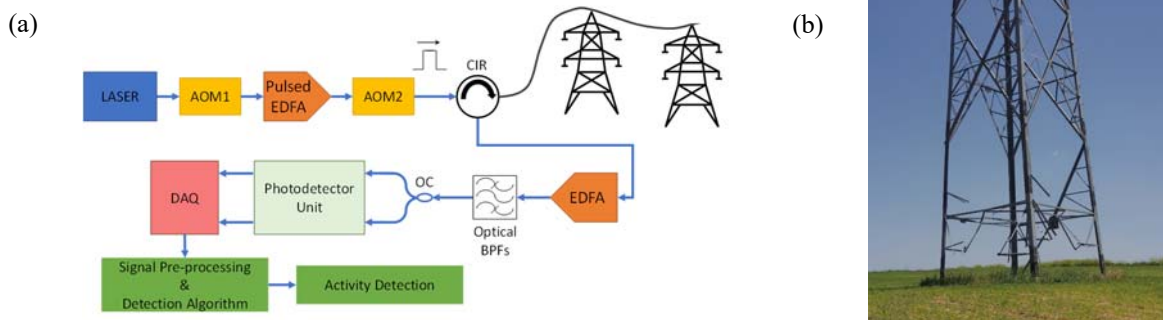 (a)
(b)
CIR
LASER
AOM1
Pulsed
EDFA
AOM2
DAQ
Photodetector
Unit
OC
Optical
BPFs
EDFA
Signal Pre-processing
&
Detection Algorithm
Activity Detection